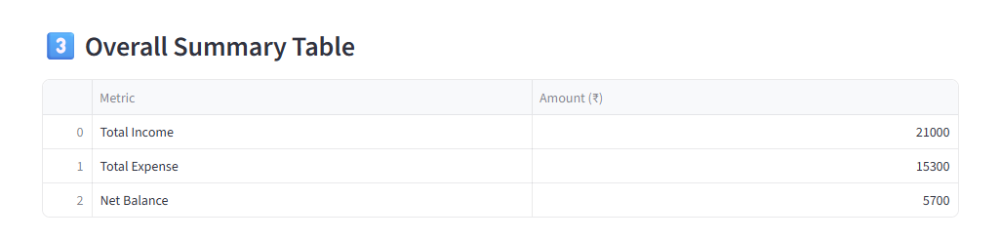 3 Overall Summary Table
Metric Amount (₹)
0 Total Income 21000
1 Total Expense 15300
2 Net Balance 5700